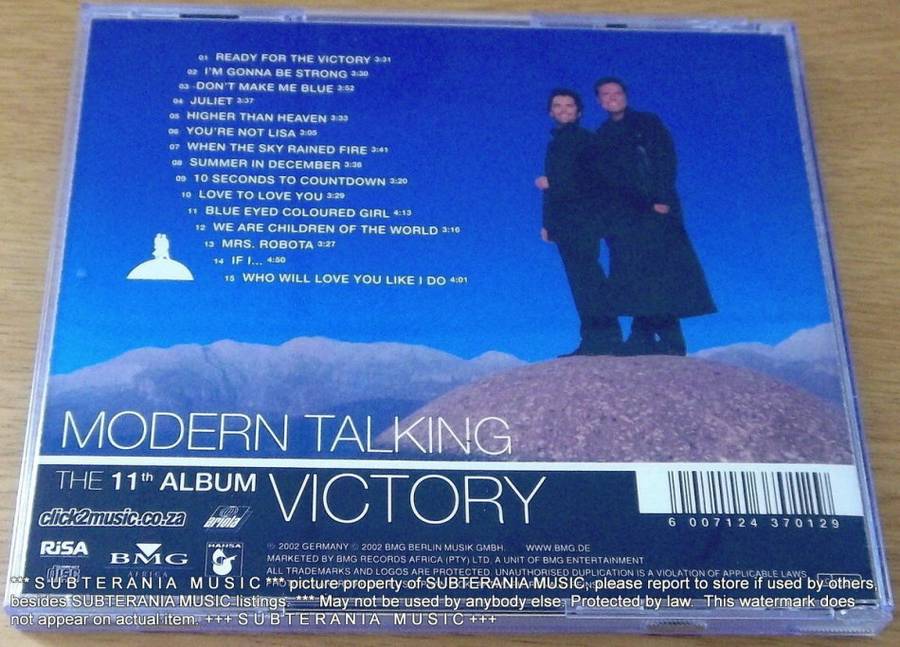 01 READY FOR THE VICTORY 3:31
02 I'M GONNA BE STRONG 3:30
03 DON'T MAKE ME BLUE 3:52
04 JULIET 3:37
05 HIGHER THAN HEAVEN 3:33
06 YOU'RE NOT LISA 3:05
07 WHEN THE SKY RAINED FIRE 3:41
08 SUMMER IN DECEMBER 3:38
09 10 SECONDS TO COUNTDOWN 3:20
10 LOVE TO LOVE YOU 3:29
11 BLUE EYED COLOURED GIRL 4:13
12 WE ARE CHILDREN OF THE WORLD 3:16
13 MRS. ROBOTA 3:27
14 IF I... 4:50
15 WHO WILL LOVE YOU LIKE I DO 4:01
MODERN TALKING
THE 11th ALBUM VICTORY
click2music.co.za
ariola
6 007124 370129
RiSA
BMG
AFRICA
HANSA
℗ 2002 GERMANY © 2002 BMG BERLIN MUSIK GMBH. WWW.BMG.DE
MARKETED BY BMG RECORDS AFRICA (PTY) LTD, A UNIT OF BMG ENTERTAINMENT
ALL TRADEMARKS AND LOGOS ARE PROTECTED. UNAUTHORISED DUPLICATION IS A VIOLATION OF APPLICABLE LAWS
*** S U B T E R A N I A M U S I C *** picture property of SUBTERANIA MUSIC, please report to store if used by others,
besides SUBTERANIA MUSIC listings. *** May not be used by anybody else. Protected by law. This watermark does
not appear on actual item. +++ S U B T E R A N I A M U S I C +++